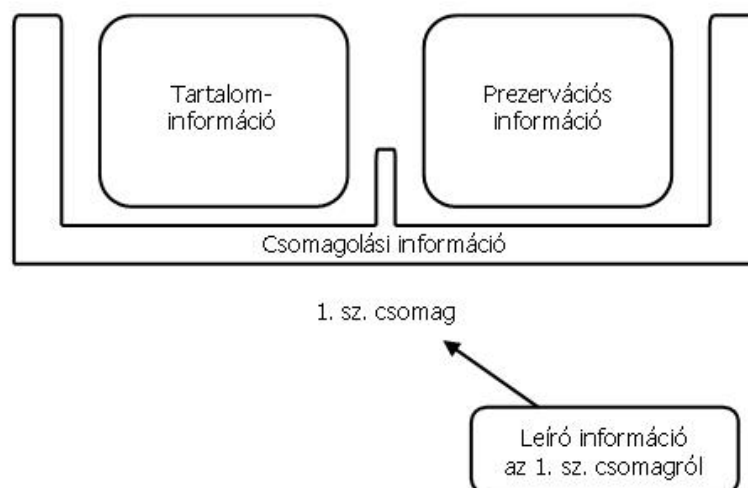 Tartalom-
információ
Prezervációs
információ
Csomagolási információ
1. sz. csomag
Leíró információ
az 1. sz. csomagról